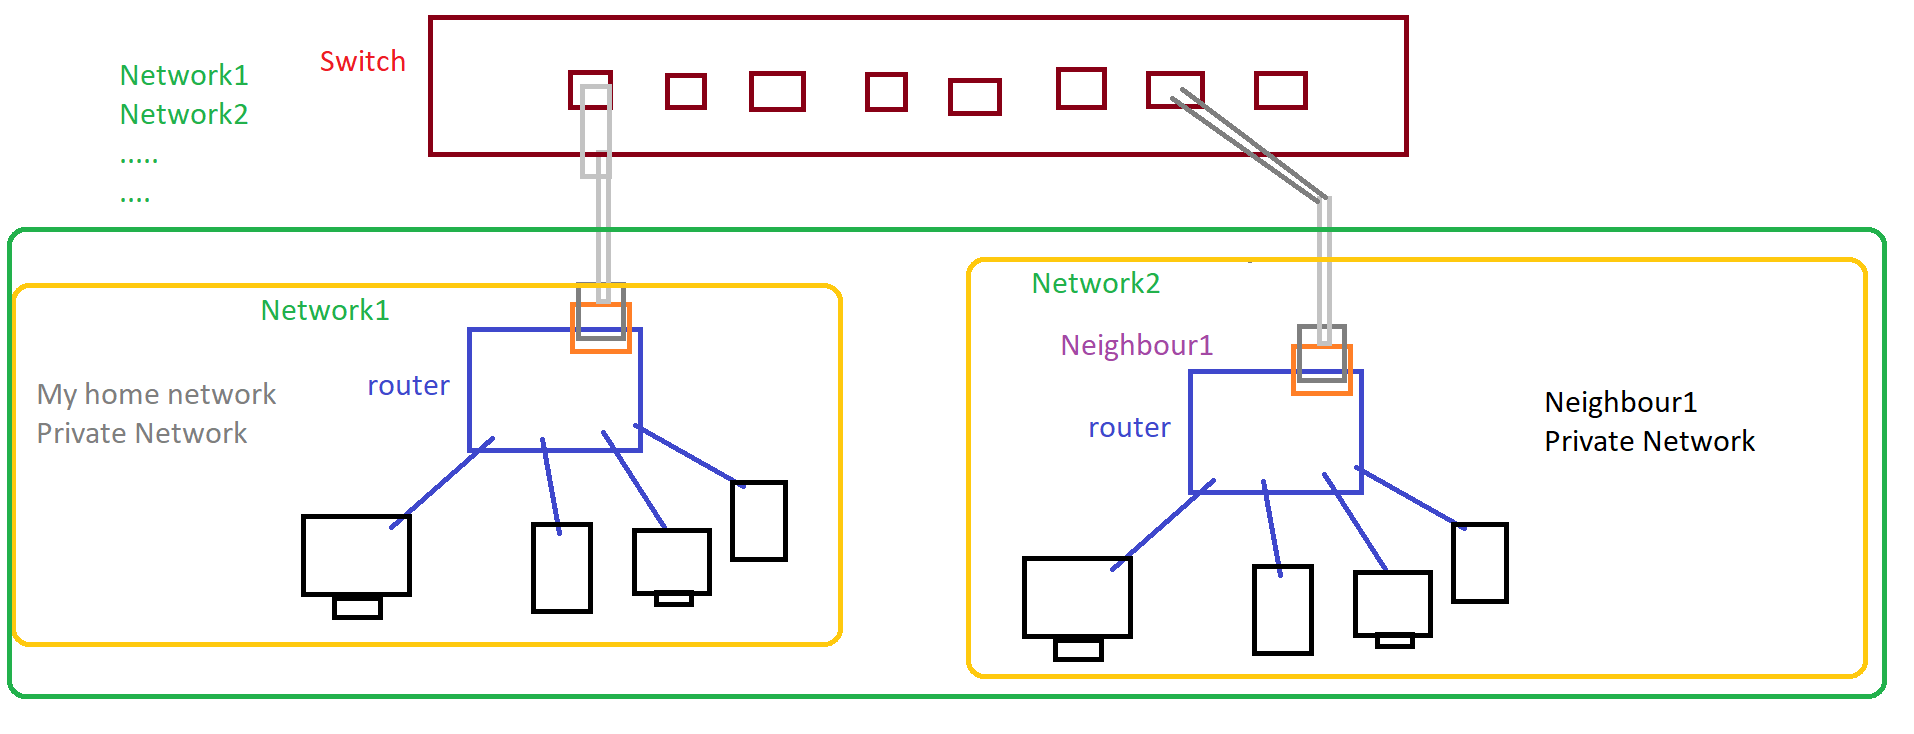 Switch
Network1
Network2
.....
....
Network1
router
My home network
Private Network
Network2
Neighbour1
router
Neighbour1
Private Network